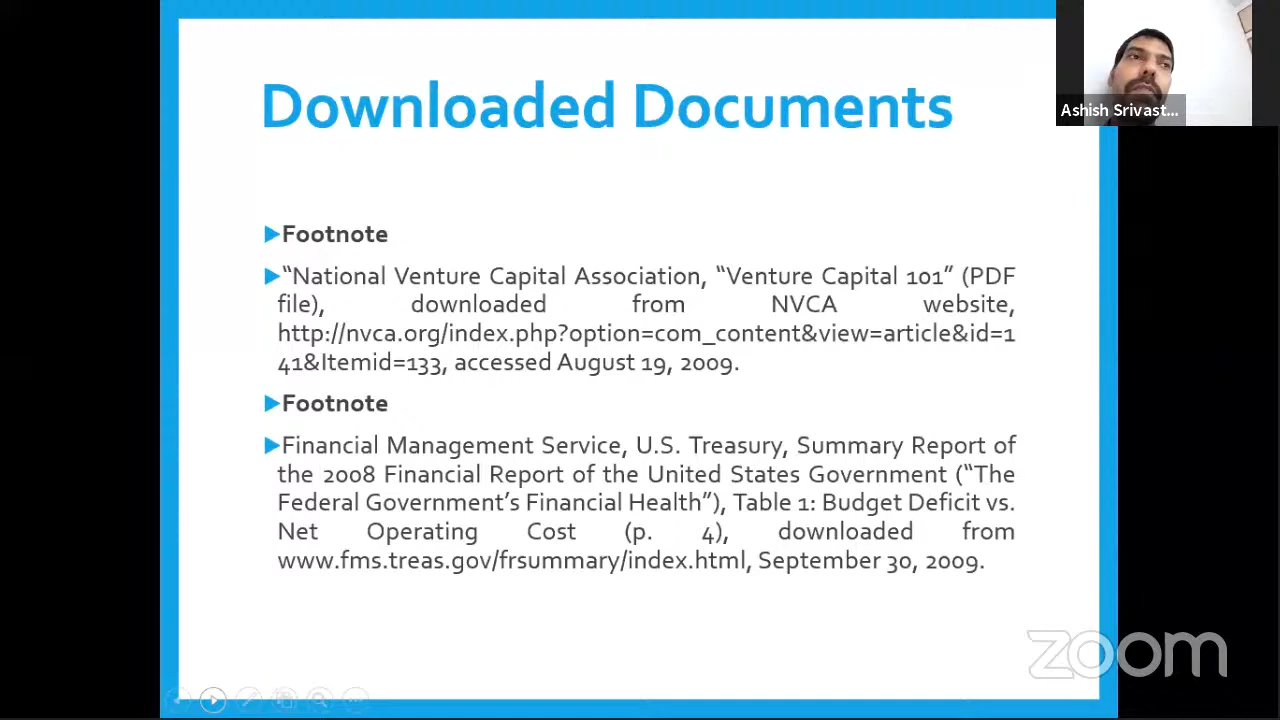 Downloaded Documents
Ashish Srivast...
Footnote
“National Venture Capital Association, “Venture Capital 101” (PDF
file), downloaded from NVCA website,
http://nvca.org/index.php?option=com_content&view=article&id=1
41&Itemid=133, accessed August 19, 2009.
Footnote
Financial Management Service, U.S. Treasury, Summary Report of
the 2008 Financial Report of the United States Government (“The
Federal Government’s Financial Health”), Table 1: Budget Deficit vs.
Net Operating Cost (p. 4), downloaded from
www.fms.treas.gov/frsummary/index.html, September 30, 2009.
zoom